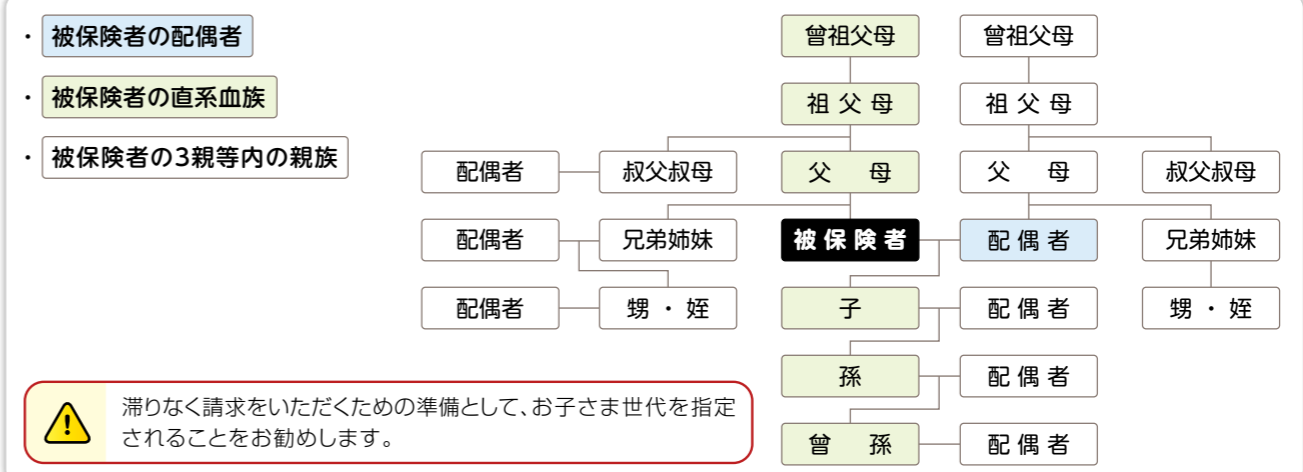 ・ 被保険者の配偶者
・ 被保険者の直系血族
・ 被保険者の3親等内の親族
曾祖父母 曾祖父母
祖父母 祖父母
配偶者 叔父叔母 父母 父母 叔父叔母
配偶者 兄弟姉妹 被保険者 配偶者 兄弟姉妹
配偶者 甥・姪 子 配偶者 甥・姪
孫 配偶者
曾孫 配偶者
滞りなく請求をいただくための準備として、お子さま世代を指定
されることをお勧めします。